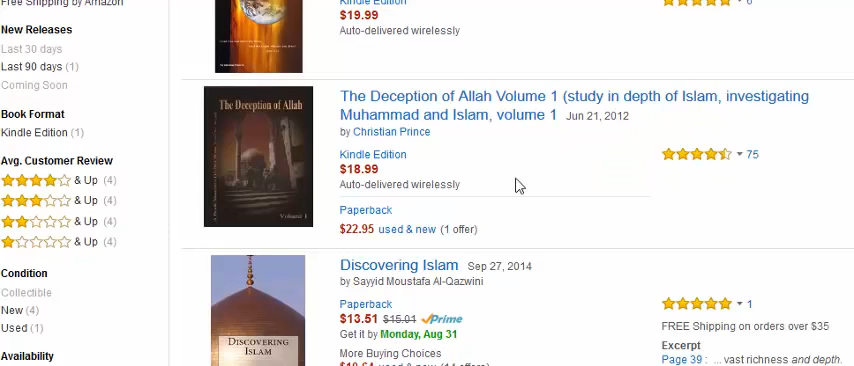 Free Shipping by Amazon
New Releases
Last 30 days
Last 90 days (1)
Coming Soon
Book Format
Kindle Edition (1)
Avg. Customer Review
& Up (4)
& Up (4)
& Up (4)
& Up (4)
Condition
Collectible
New (4)
Used (1)
Availability
Kindle Edition
$19.99
Auto-delivered wirelessly
6
The Deception of Allah
Volume 1
The Deception of Allah Volume 1 (study in depth of Islam, investigating
Muhammad and Islam, volume 1 Jun 21, 2012
by Christian Prince
Kindle Edition
$18.99
Auto-delivered wirelessly
Paperback
$22.95 used & new (1 offer)
75
DISCOVERING
ISLAM
Discovering Islam Sep 27, 2014
by Sayyid Moustafa Al-Qazwini
Paperback
$13.51 $15.01 Prime
Get it by Monday, Aug 31
More Buying Choices
used & new
1
FREE Shipping on orders over $35
Excerpt
Page 39 : ... vast richness and depth.